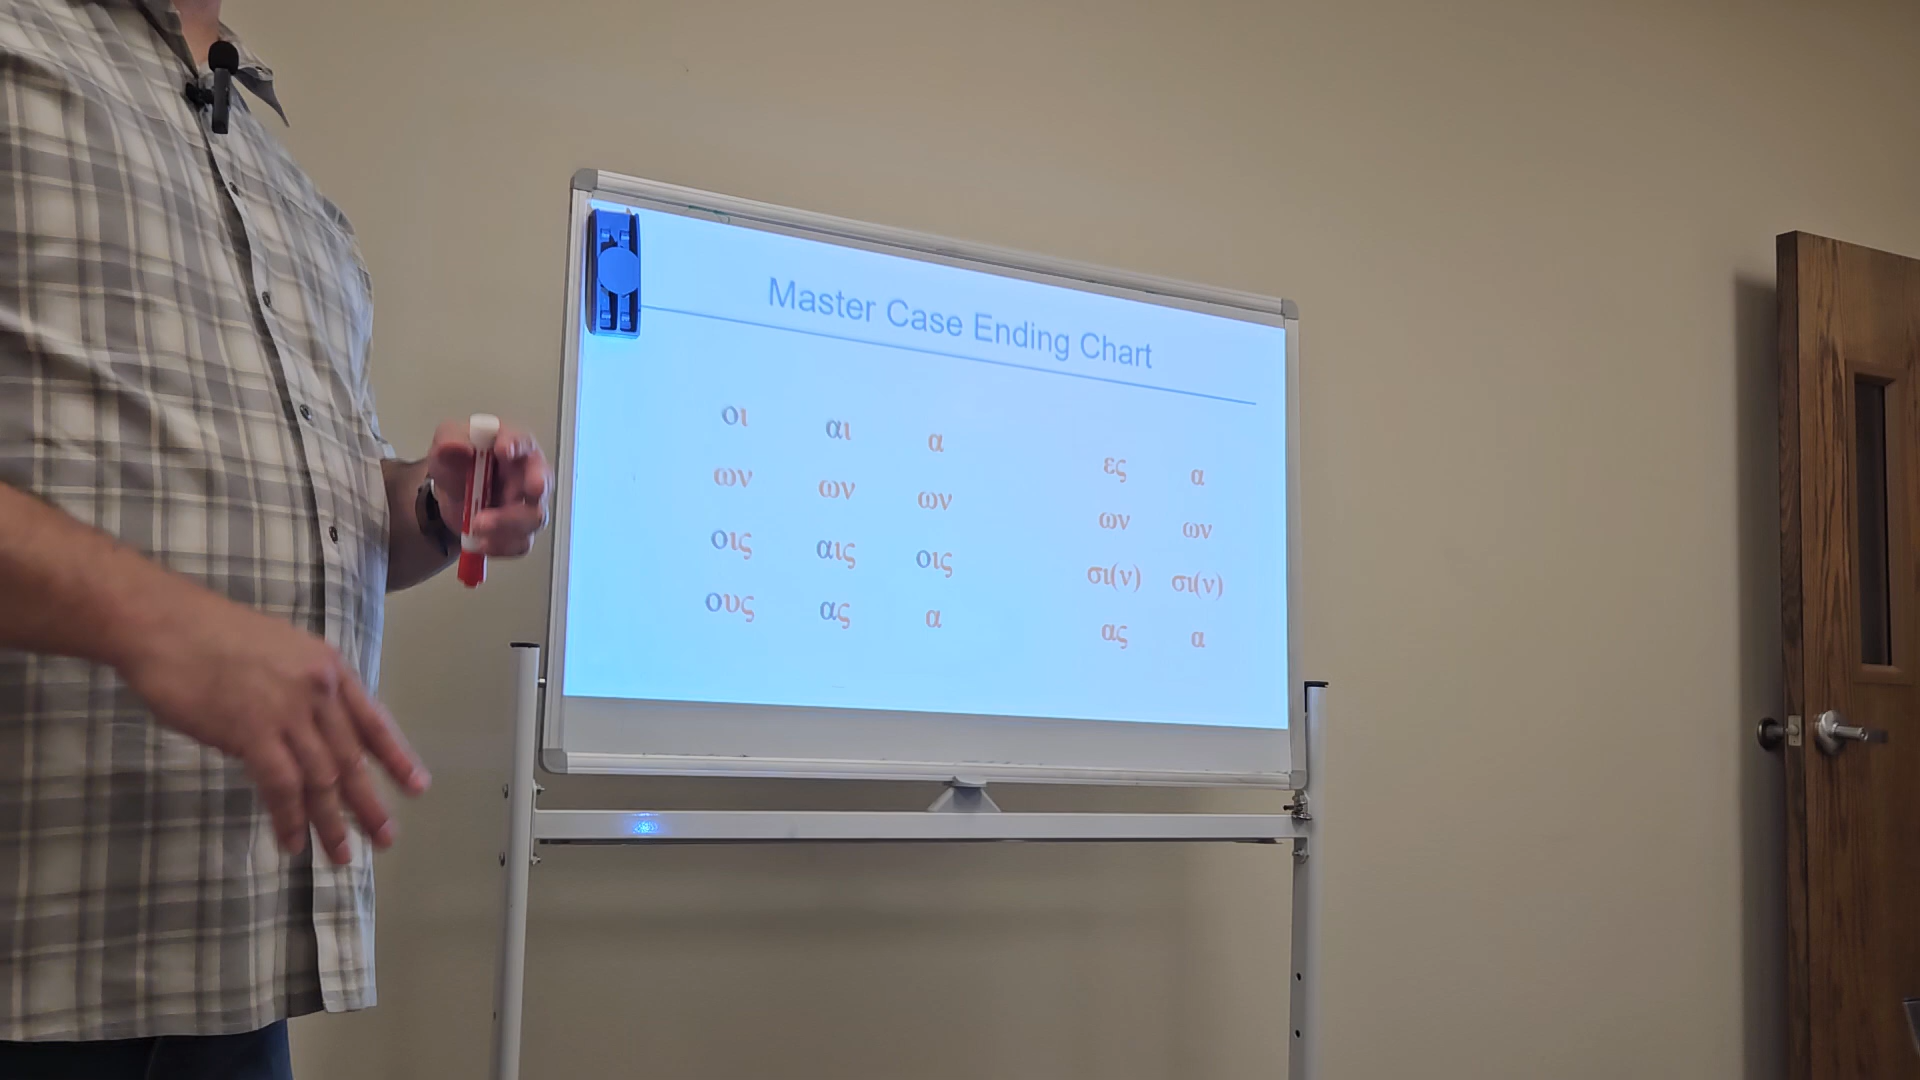 Master Case Ending Chart
οι αι α ες α
ων ων ων ων ων
οις αις οις σι(ν) σι(ν)
ους ας α ας α